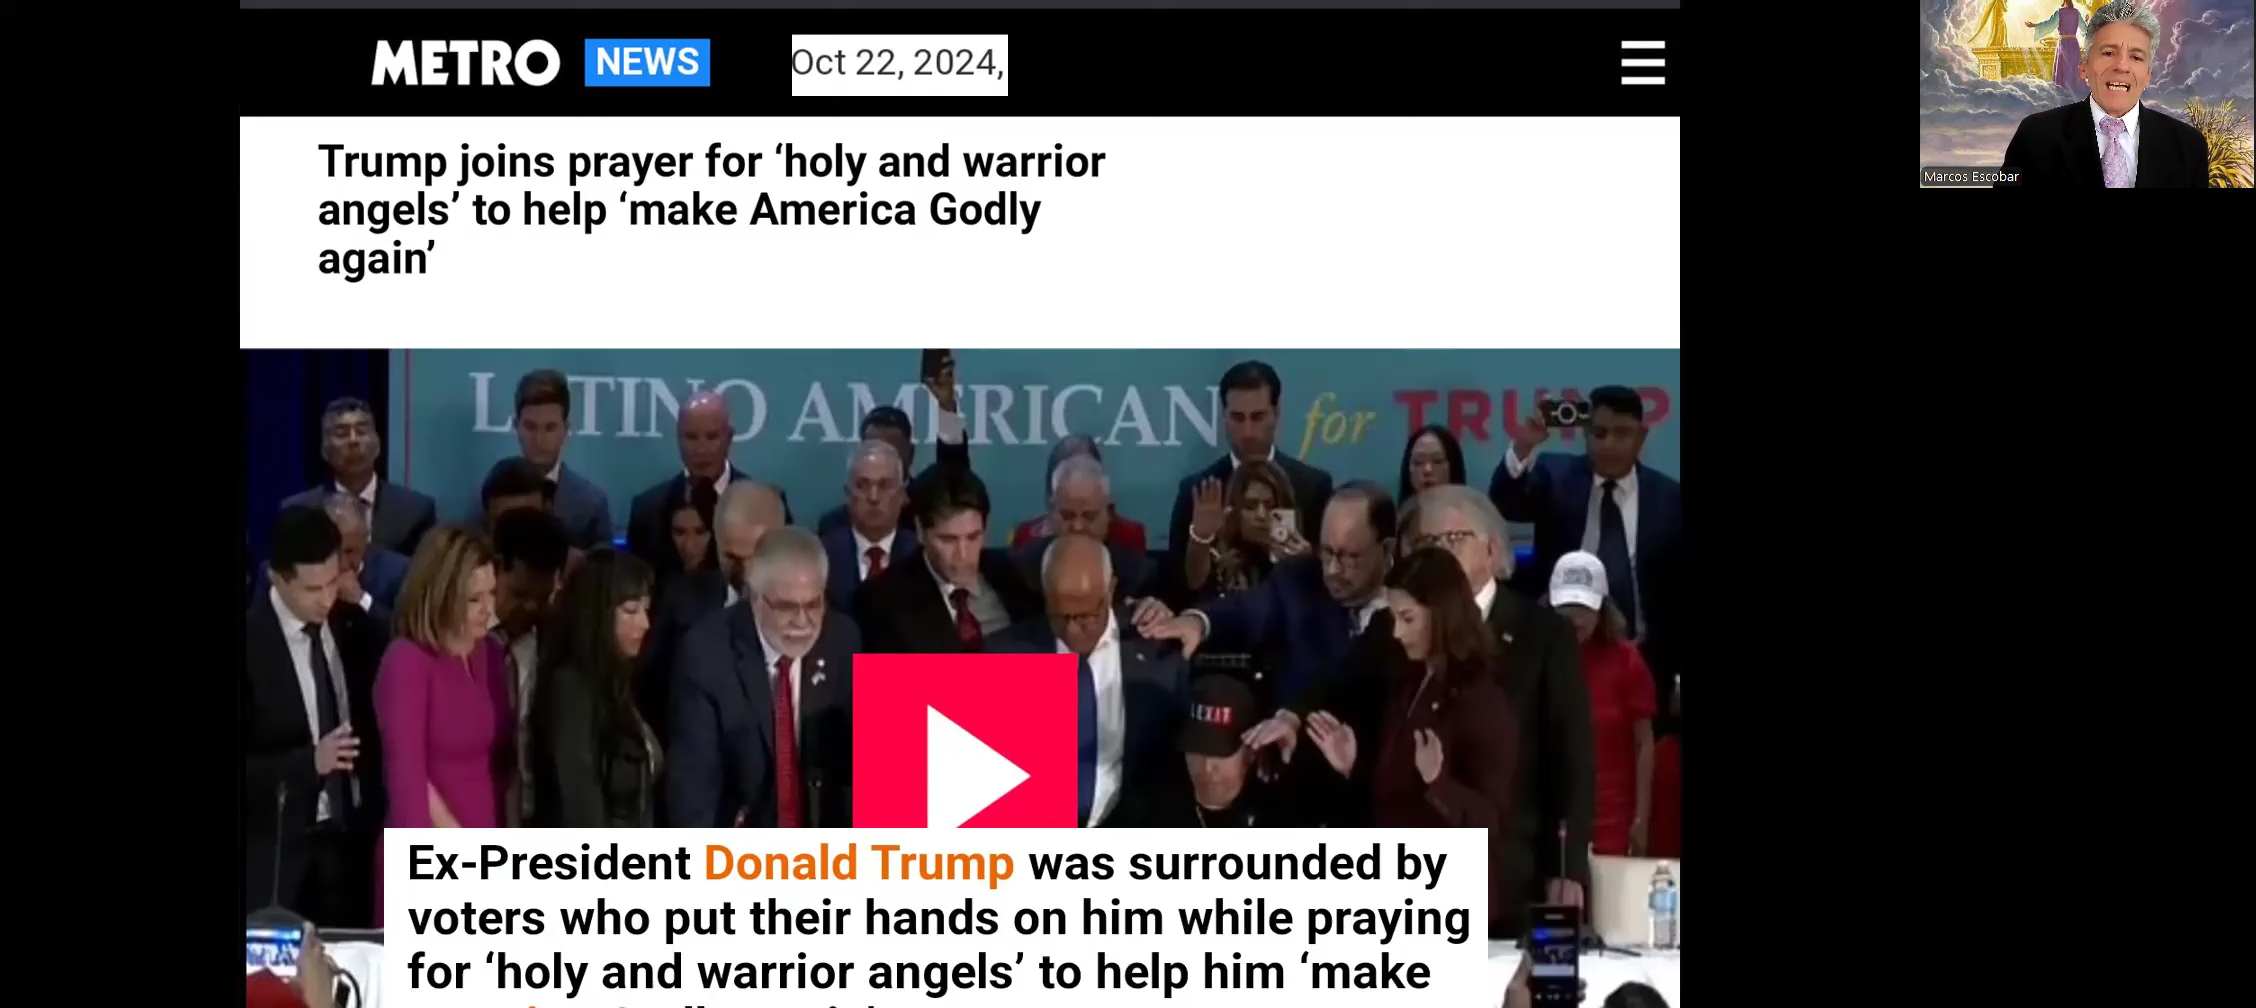 METRO NEWS Oct 22, 2024,
Trump joins prayer for ‘holy and warrior
angels’ to help ‘make America Godly
again’
LATINO AMERICAN for TRUMP
LEXIT
Ex-President Donald Trump was surrounded by
voters who put their hands on him while praying
for ‘holy and warrior angels’ to help him ‘make
Marcos Escobar